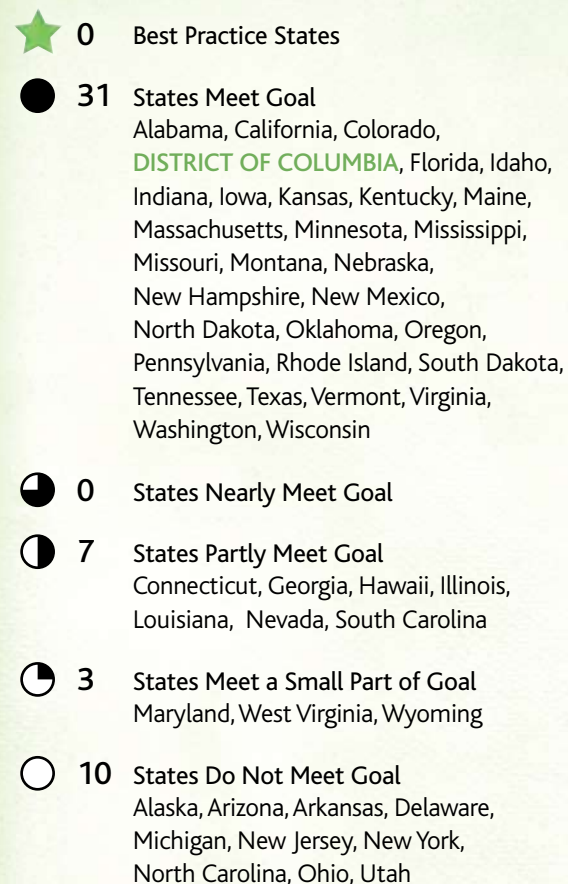 0 Best Practice States
31 States Meet Goal
Alabama, California, Colorado,
DISTRICT OF COLUMBIA, Florida, Idaho,
Indiana, Iowa, Kansas, Kentucky, Maine,
Massachusetts, Minnesota, Mississippi,
Missouri, Montana, Nebraska,
New Hampshire, New Mexico,
North Dakota, Oklahoma, Oregon,
Pennsylvania, Rhode Island, South Dakota,
Tennessee, Texas, Vermont, Virginia,
Washington, Wisconsin
0 States Nearly Meet Goal
7 States Partly Meet Goal
Connecticut, Georgia, Hawaii, Illinois,
Louisiana, Nevada, South Carolina
3 States Meet a Small Part of Goal
Maryland, West Virginia, Wyoming
10 States Do Not Meet Goal
Alaska, Arizona, Arkansas, Delaware,
Michigan, New Jersey, New York,
North Carolina, Ohio, Utah